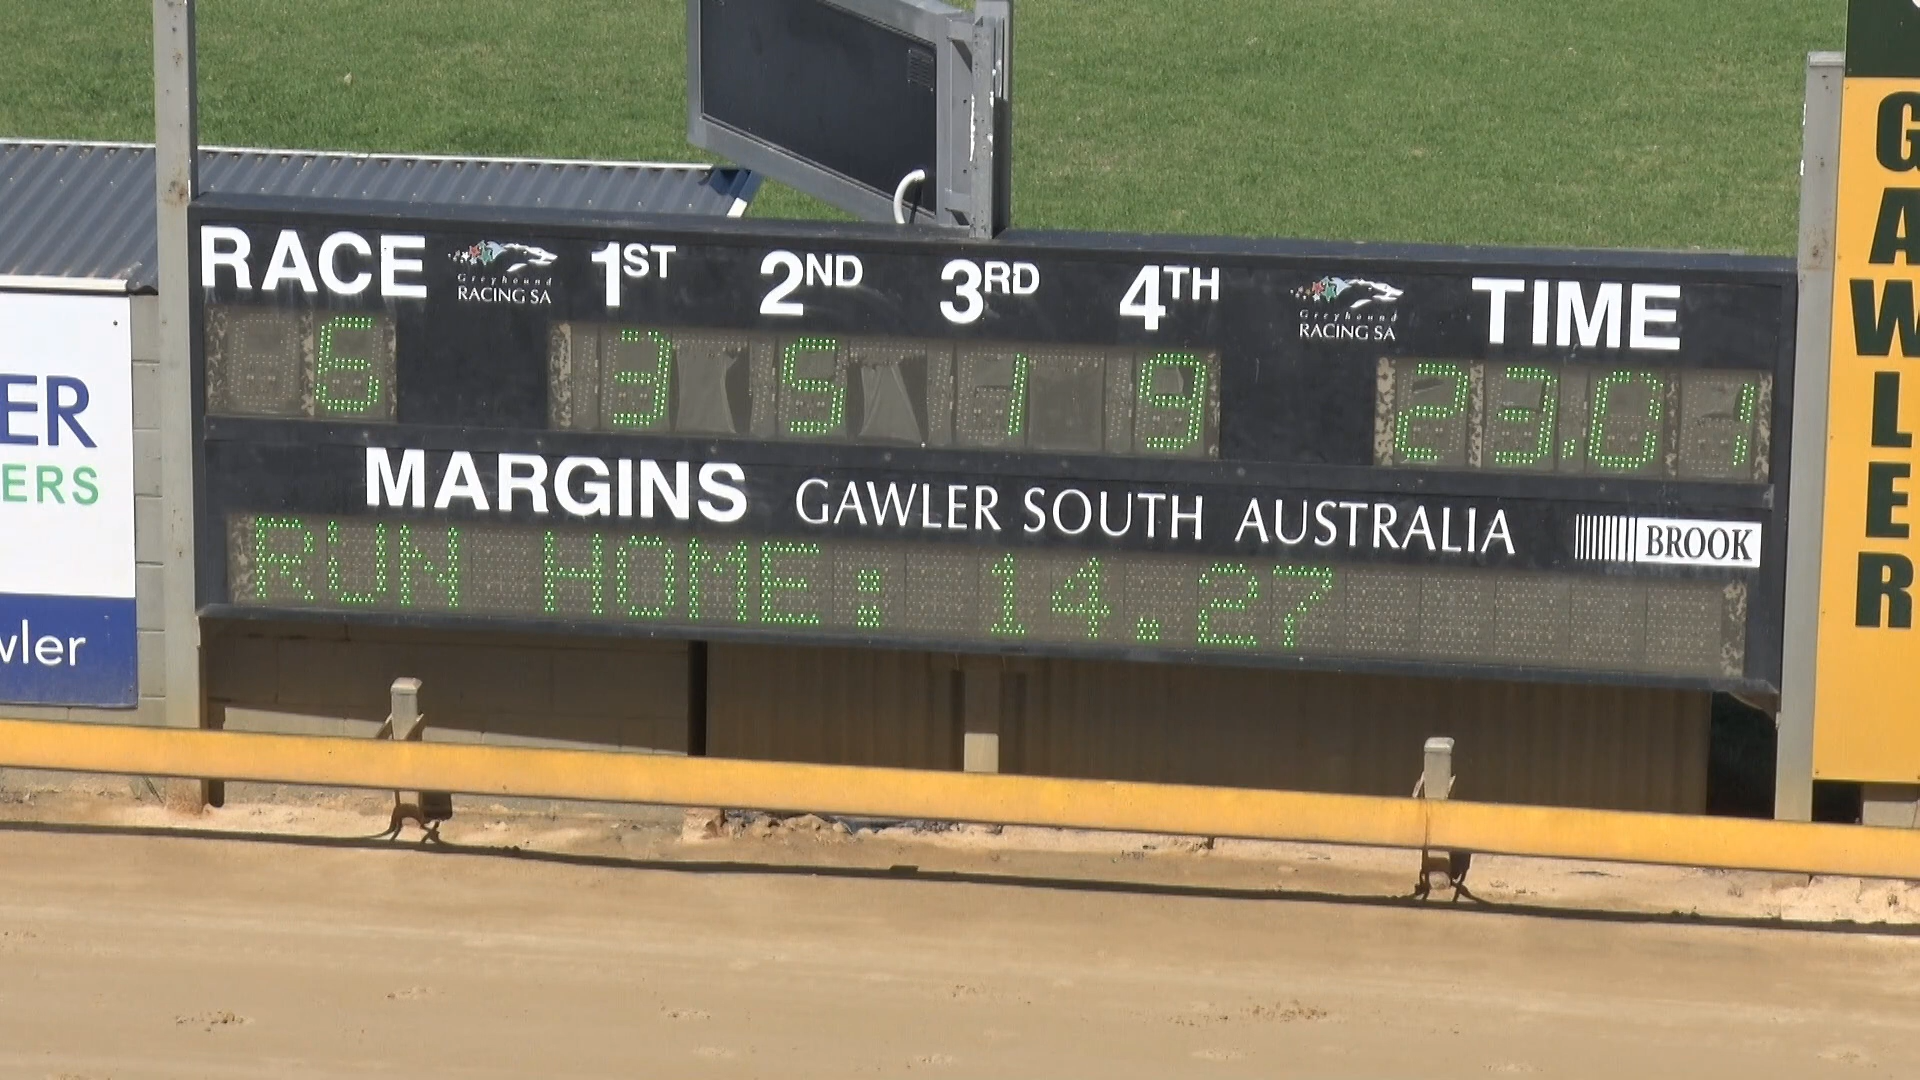 RACE Greyhound RACING SA 1ST 2ND 3RD 4TH Greyhound RACING SA TIME
6 3 5 1 9 23.01
MARGINS GAWLER SOUTH AUSTRALIA BROOK
RUN HOME: 14.27
ER
ERS
wler
GAWLER